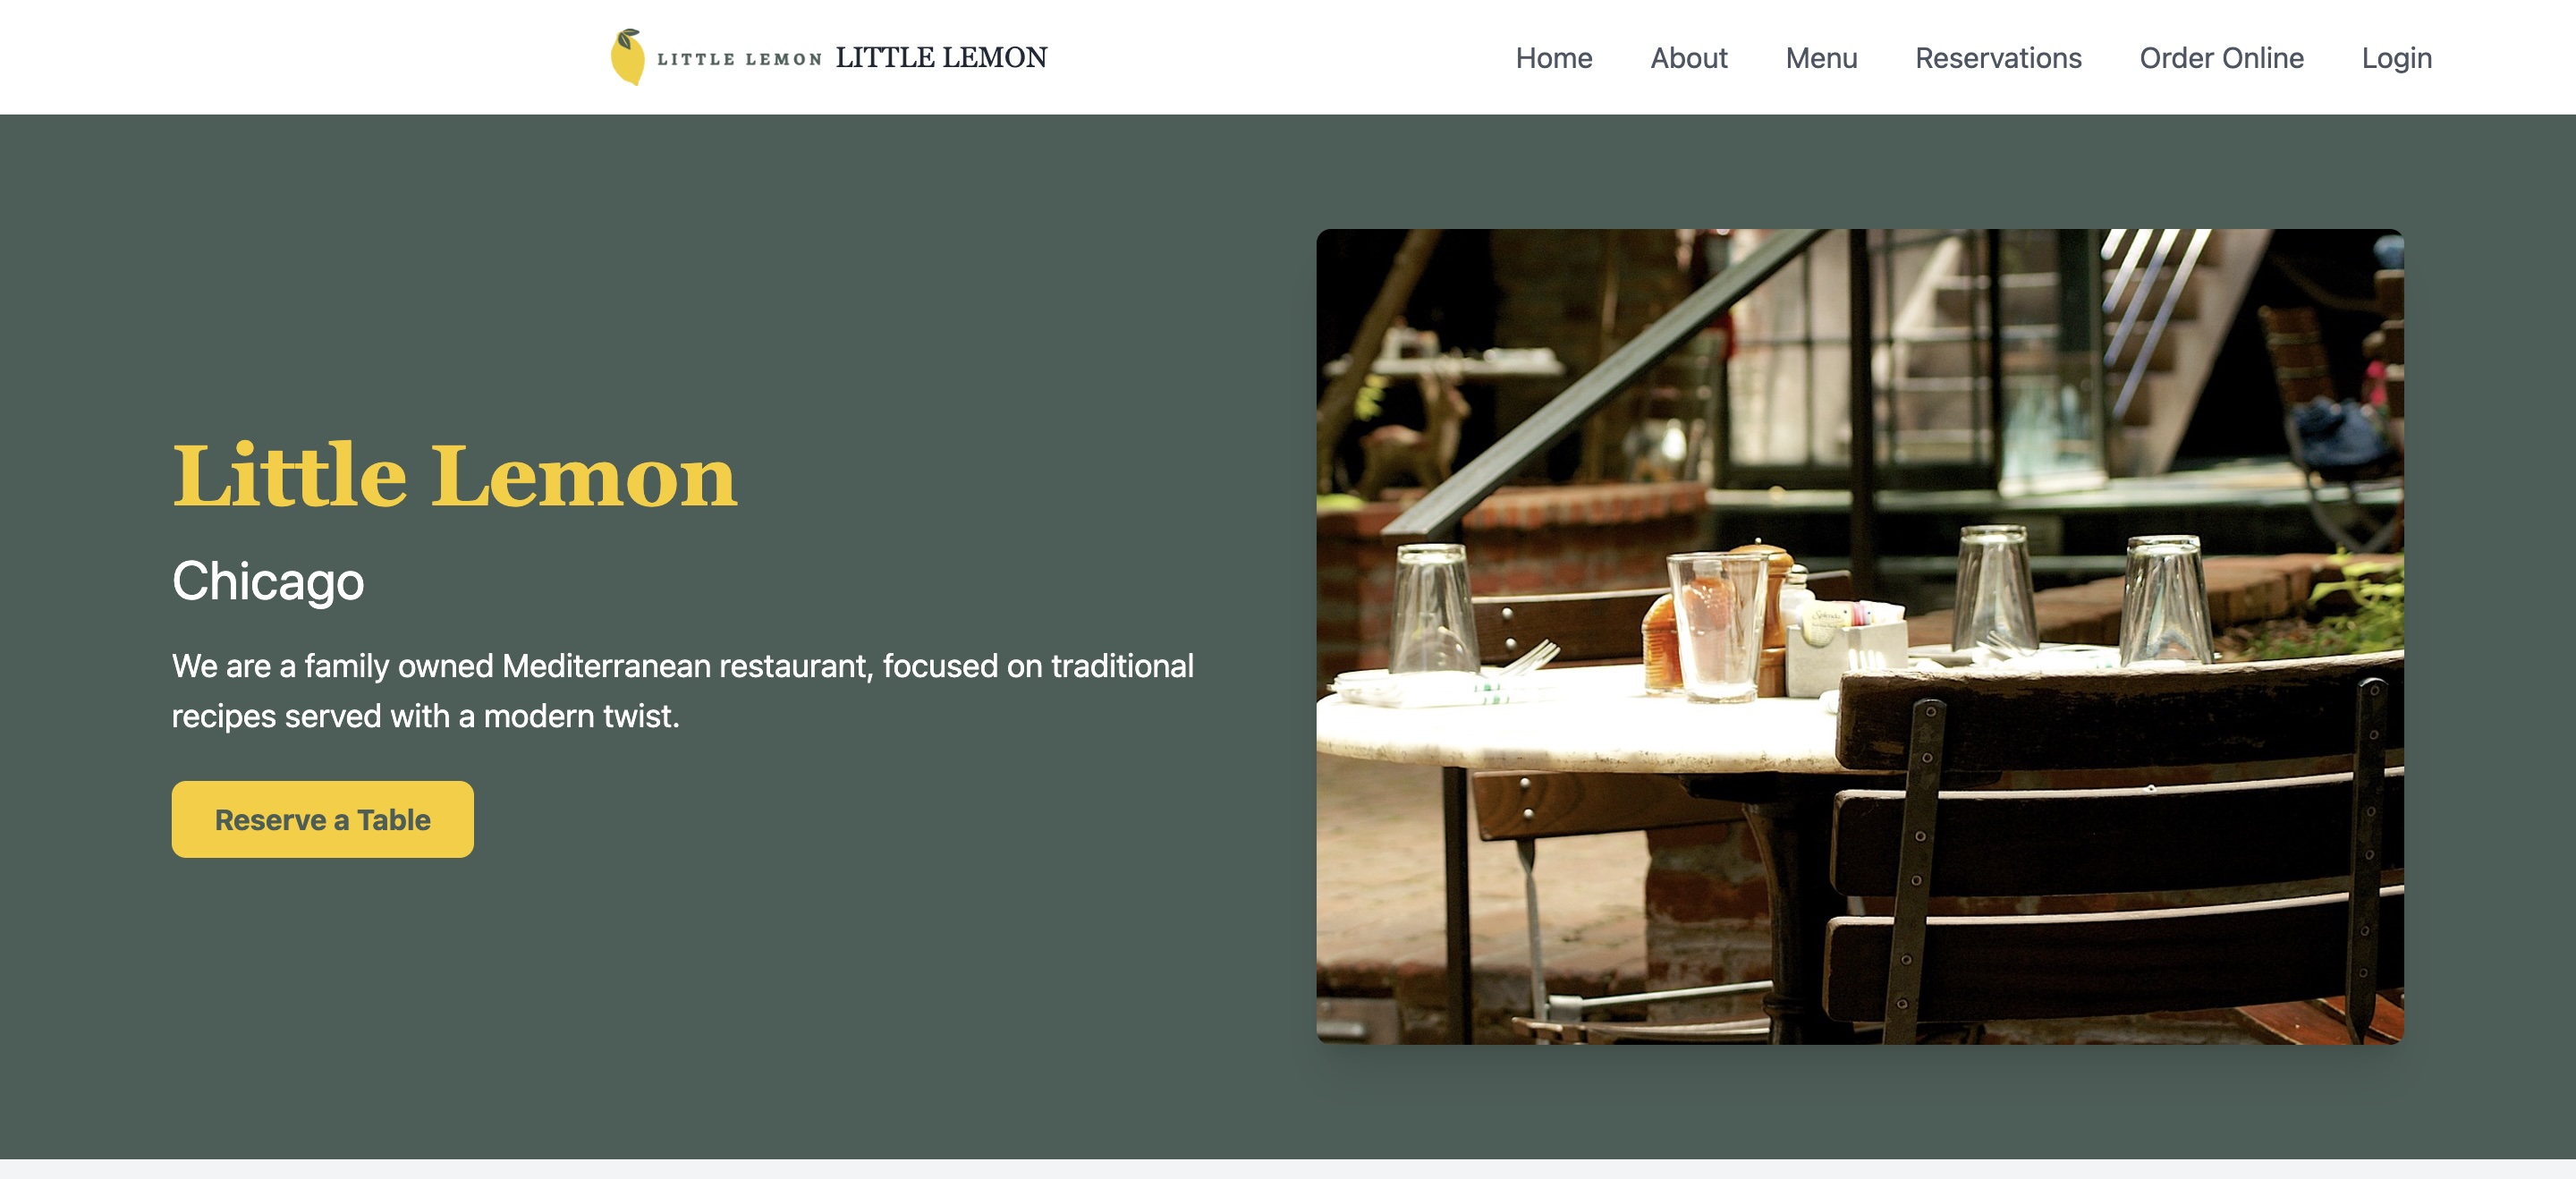 LITTLE LEMON LITTLE LEMON
Home About Menu Reservations Order Online Login
Little Lemon
Chicago
We are a family owned Mediterranean restaurant, focused on traditional
recipes served with a modern twist.
Reserve a Table